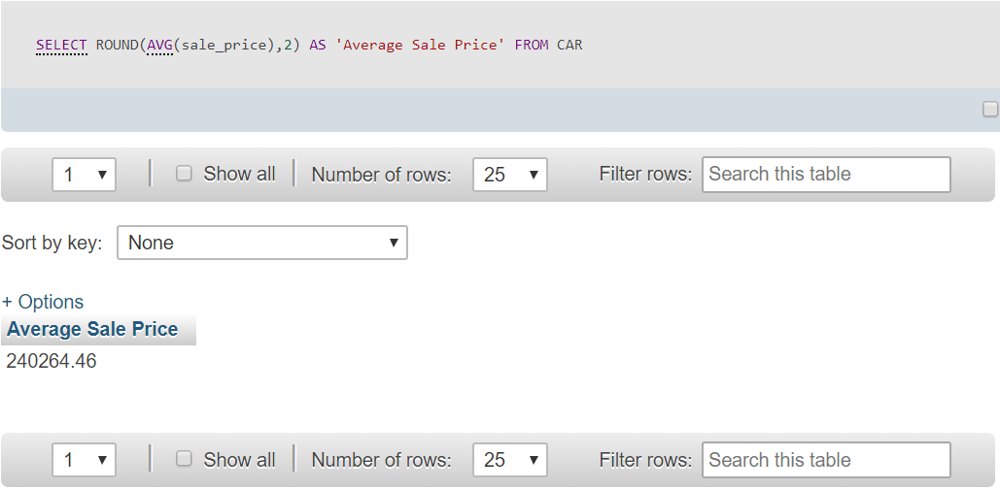 SELECT ROUND(AVG(sale_price),2) AS 'Average Sale Price' FROM CAR
1 Show all Number of rows: 25 Filter rows: Search this table
Sort by key: None
+ Options
Average Sale Price
240264.46
1 Show all Number of rows: 25 Filter rows: Search this table